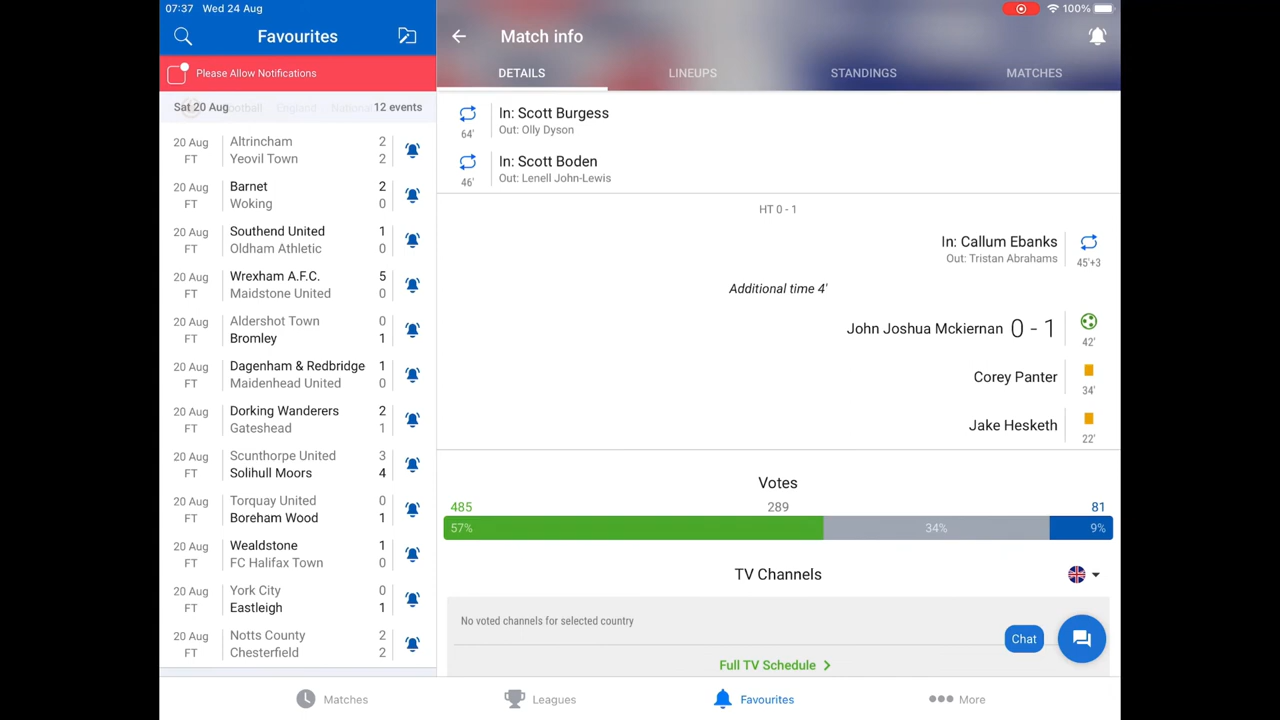 07:37 Wed 24 Aug
100%
Favourites
Please Allow Notifications
Sat 20 Aug
Football England National
12 events
20 Aug Altrincham 2
FT Yeovil Town 2
20 Aug Barnet 2
FT Woking 0
20 Aug Southend United 1
FT Oldham Athletic 0
20 Aug Wrexham A.F.C. 5
FT Maidstone United 0
20 Aug Aldershot Town 0
FT Bromley 1
20 Aug Dagenham & Redbridge 1
FT Maidenhead United 0
20 Aug Dorking Wanderers 2
FT Gateshead 1
20 Aug Scunthorpe United 3
FT Solihull Moors 4
20 Aug Torquay United 0
FT Boreham Wood 1
20 Aug Wealdstone 1
FT FC Halifax Town 0
20 Aug York City 0
FT Eastleigh 1
20 Aug Notts County 2
FT Chesterfield 2
Match info
DETAILS LINEUPS STANDINGS MATCHES
In: Scott Burgess
Out: Olly Dyson
64'
In: Scott Boden
Out: Lenell John-Lewis
46'
HT 0 - 1
In: Callum Ebanks
Out: Tristan Abrahams
45'+3
Additional time 4'
John Joshua Mckiernan 0 - 1
42'
Corey Panter
34'
Jake Hesketh
22'
Votes
485 289 81
57% 34% 9%
TV Channels
No voted channels for selected country
Chat
Full TV Schedule
Matches Leagues Favourites More